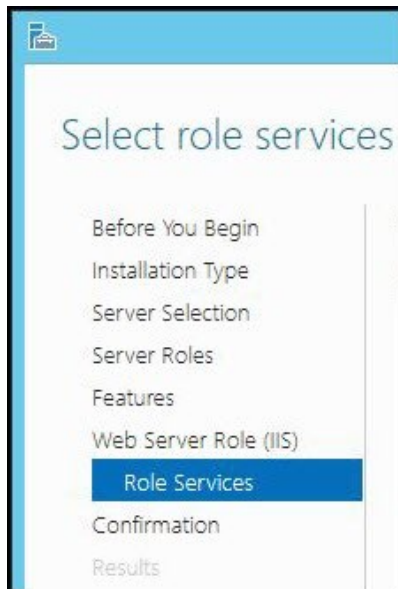 Select role services
Before You Begin
Installation Type
Server Selection
Server Roles
Features
Web Server Role (IIS)
Role Services
Confirmation
Results